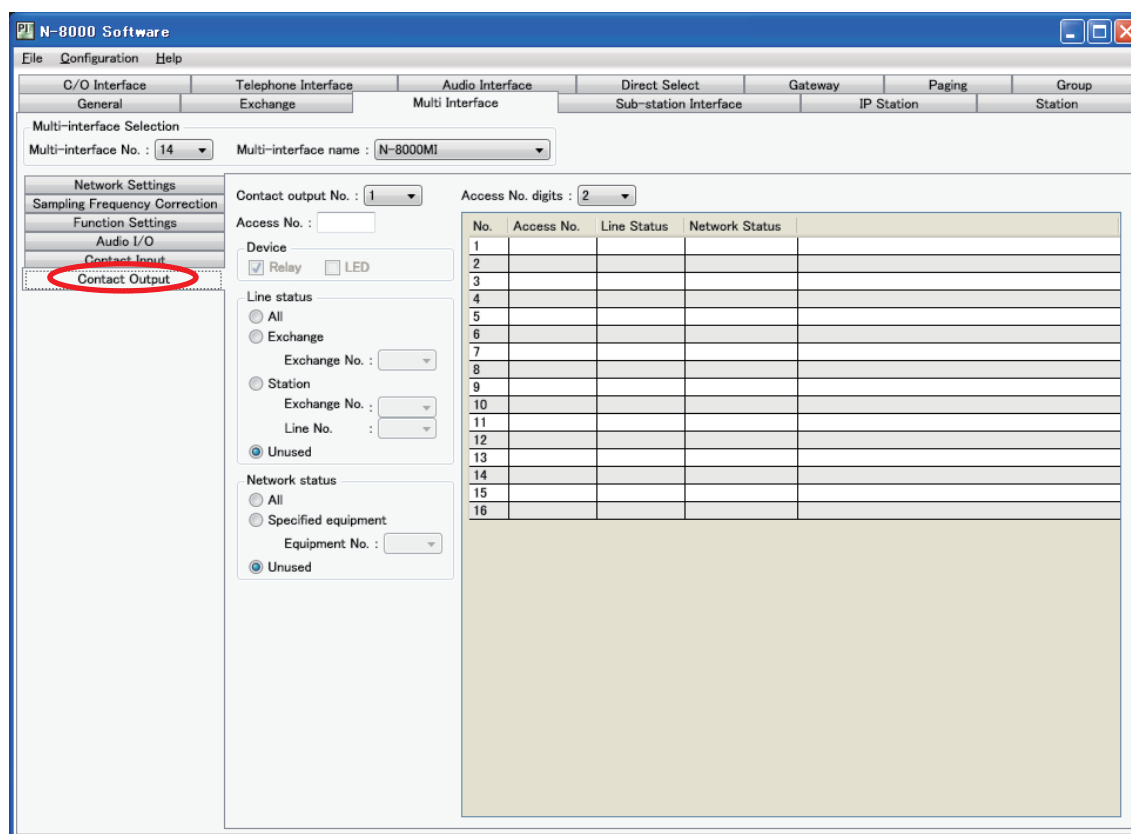 N-8000 Software
File Configuration Help
C/O Interface Telephone Interface Audio Interface Direct Select Gateway Paging Group
General Exchange Multi Interface Sub-station Interface IP Station Station
Multi-interface Selection
Multi-interface No. : 14 Multi-interface name : N-8000MI
Network Settings
Sampling Frequency Correction
Function Settings
Audio I/O
Contact Input
Contact Output
Contact output No. : 1 Access No. digits : 2
Access No. :
Device
Relay LED
Line status
All
Exchange
Exchange No. :
Station
Exchange No. :
Line No. :
Unused
Network status
All
Specified equipment
Equipment No. :
Unused
No. Access No. Line Status Network Status
1
2
3
4
5
6
7
8
9
10
11
12
13
14
15
16